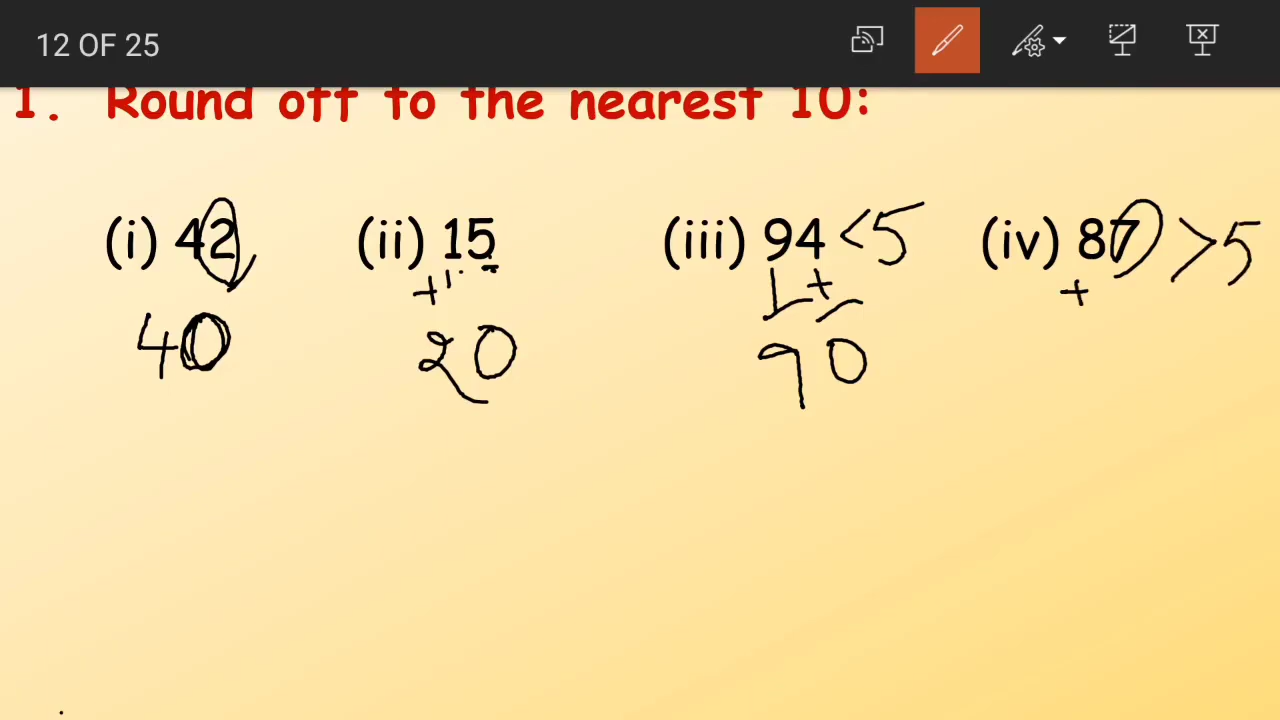 12 OF 25
1. Round off to the nearest 10:
(i) 42 (ii) 15 (iii) 94 <5 (iv) 87 >5
+1 +
40 20 90